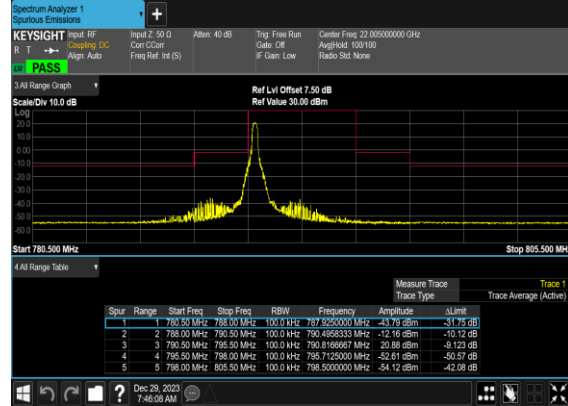 Spectrum Analyzer 1
Spurious Emissions
+
KEYSIGHT Input: RF Input Z: 50 Ω Atten: 40 dB Trig: Free Run Center Freq: 22.005000000 GHz
R T Coupling: DC Corr CCorr Gate: Off Avg|Hold: 100/100
Align: Auto Freq Ref: Int (S) IF Gain: Low Radio Std: None
PASS
3 All Range Graph
Ref Lvl Offset 7.50 dB
Scale/Div 10.0 dB Ref Value 30.00 dBm
Log
20.0
10.0
0.00
-10.0
-20.0
-30.0
-40.0
-50.0
-60.0
Start 780.500 MHz Stop 805.500 MH
4 All Range Table
Measure Trace Trace 1
Trace Type Trace Average (Active)
Spur Range Start Freq Stop Freq RBW Frequency Amplitude ΔLimit
1 1 780.50 MHz 788.00 MHz 100.0 kHz 787.9250000 MHz -43.79 dBm -31.75 dB
2 2 788.00 MHz 790.50 MHz 100.0 kHz 790.4958333 MHz -12.16 dBm -10.12 dB
3 3 790.50 MHz 795.50 MHz 100.0 kHz 790.8166667 MHz 20.88 dBm -9.123 dB
4 4 795.50 MHz 798.00 MHz 100.0 kHz 795.7125000 MHz -52.61 dBm -50.57 dB
5 5 798.00 MHz 805.50 MHz 100.0 kHz 798.5000000 MHz -54.12 dBm -42.08 dB
? Dec 29, 2023
7:46:08 AM